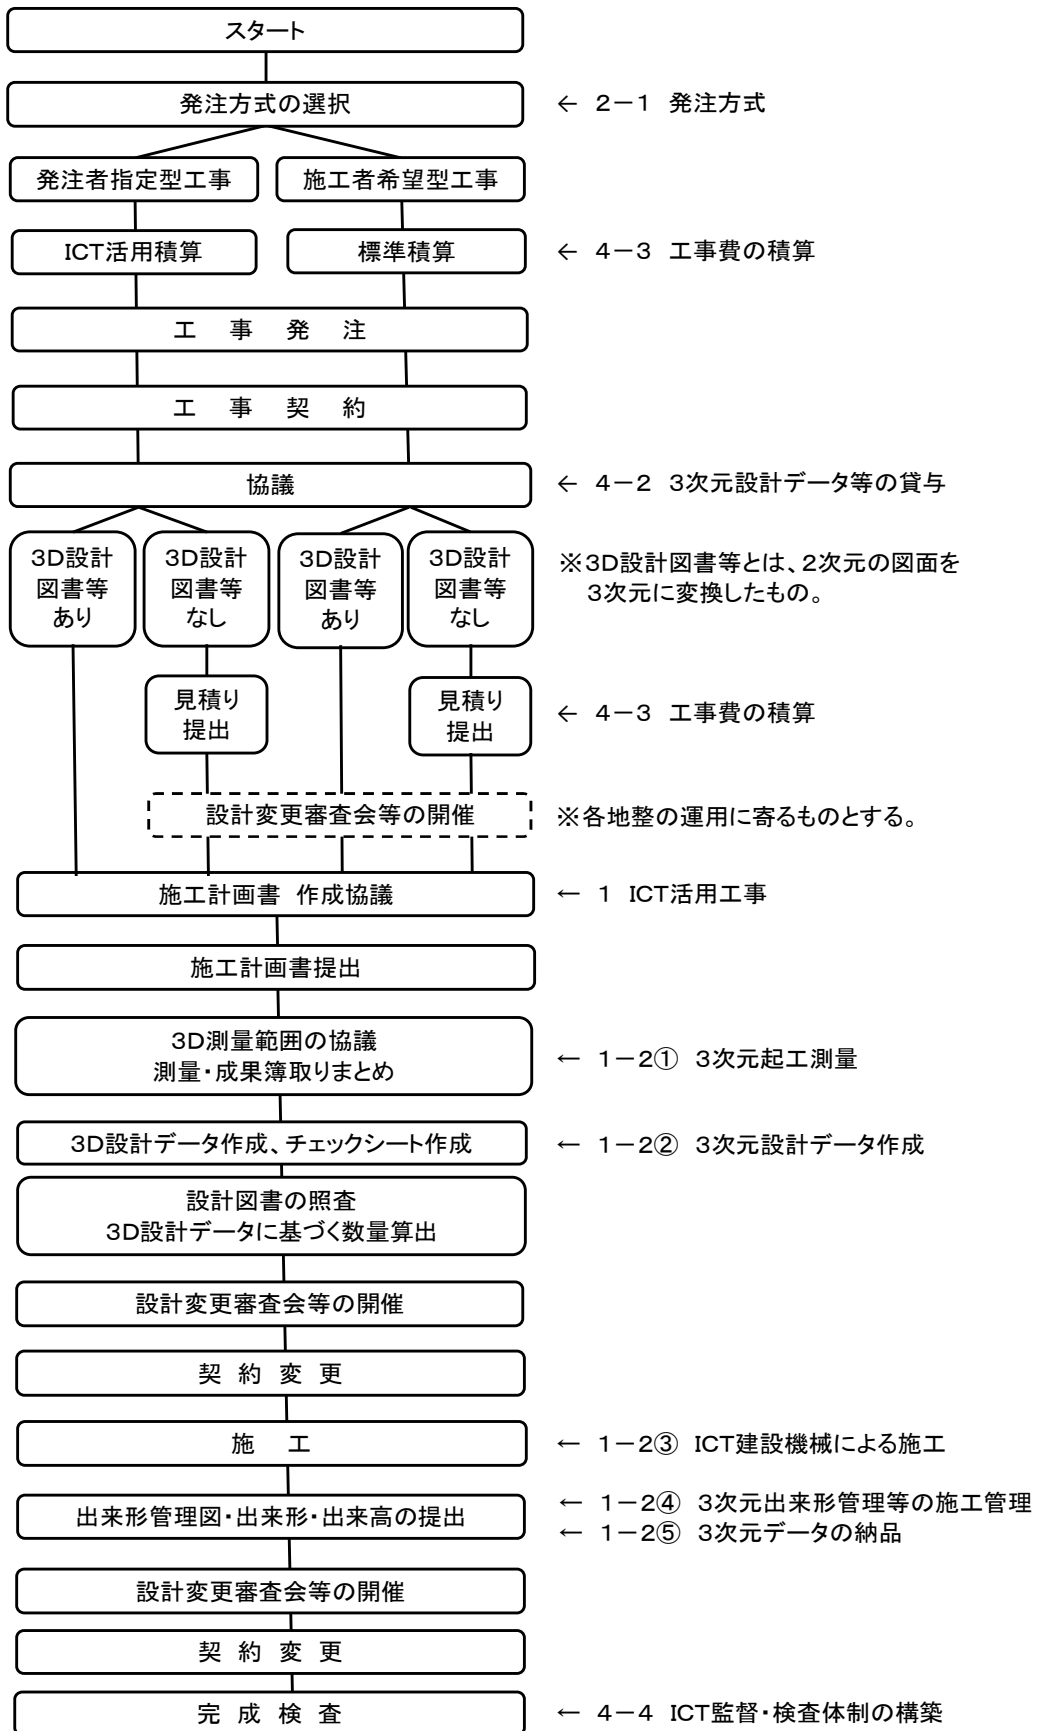 スタート
発注方式の選択
← 2－1 発注方式
発注者指定型工事
施工者希望型工事
ICT活用積算
標準積算
← 4－3 工事費の積算
工 事 発 注
工 事 契 約
協議
← 4－2 3次元設計データ等の貸与
3D設計
図書等
あり
3D設計
図書等
なし
3D設計
図書等
あり
3D設計
図書等
なし
※3D設計図書等とは、2次元の図面を
3次元に変換したもの。
見積り
提出
見積り
提出
← 4－3 工事費の積算
設計変更審査会等の開催
※各地整の運用に寄るものとする。
施工計画書 作成協議
← 1 ICT活用工事
施工計画書提出
3D測量範囲の協議
測量・成果簿取りまとめ
← 1－2① 3次元起工測量
3D設計データ作成、チェックシート作成
← 1－2② 3次元設計データ作成
設計図書の照査
3D設計データに基づく数量算出
設計変更審査会等の開催
契 約 変 更
施 工
← 1－2③ ICT建設機械による施工
出来形管理図・出来形・出来高の提出
← 1－2④ 3次元出来形管理等の施工管理
← 1－2⑤ 3次元データの納品
設計変更審査会等の開催
契 約 変 更
完 成 検 査
← 4－4 ICT監督・検査体制の構築